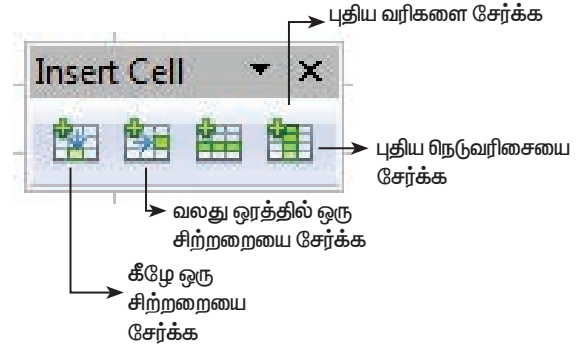 புதிய வரிகளை சேர்க்க
Insert Cell
புதிய நெடுவரிசையை
சேர்க்க
வலது ஓரத்தில் ஒரு
சிற்றறையை சேர்க்க
கீழே ஒரு
சிற்றறையை
சேர்க்க